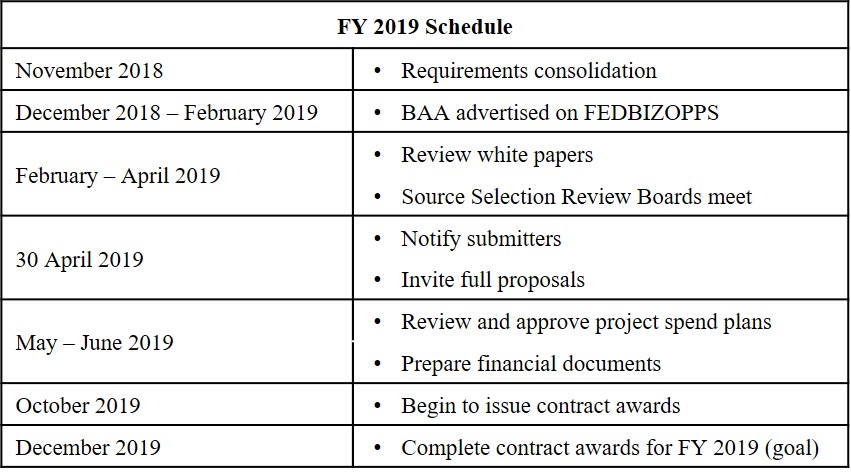 FY 2019 Schedule
November 2018
• Requirements consolidation
December 2018 – February 2019
• BAA advertised on FEDBIZOPPS
February – April 2019
• Review white papers
• Source Selection Review Boards meet
30 April 2019
• Notify submitters
• Invite full proposals
May – June 2019
• Review and approve project spend plans
• Prepare financial documents
October 2019
• Begin to issue contract awards
December 2019
• Complete contract awards for FY 2019 (goal)